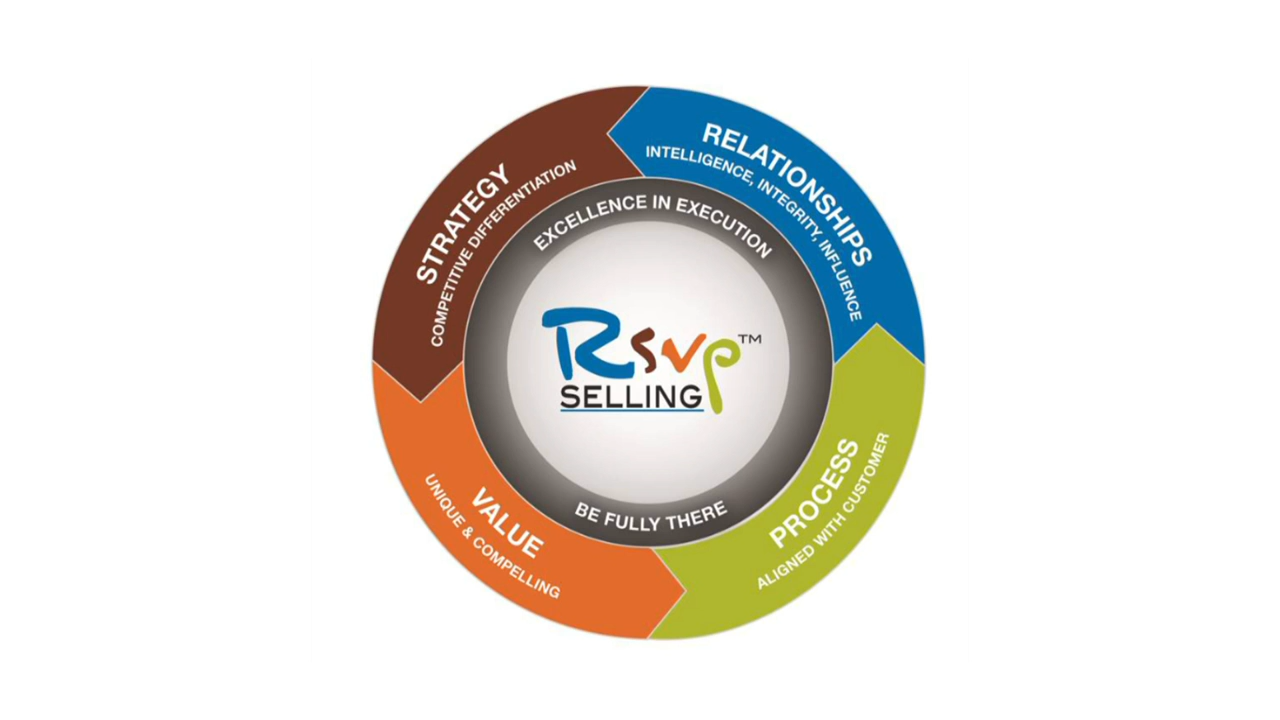 RELATIONSHIPS
INTELLIGENCE, INTEGRITY, INFLUENCE
STRATEGY
COMPETITIVE DIFFERENTIATION
VALUE
UNIQUE & COMPELLING
PROCESS
ALIGNED WITH CUSTOMER
EXCELLENCE IN EXECUTION
RSVP™
SELLING
BE FULLY THERE